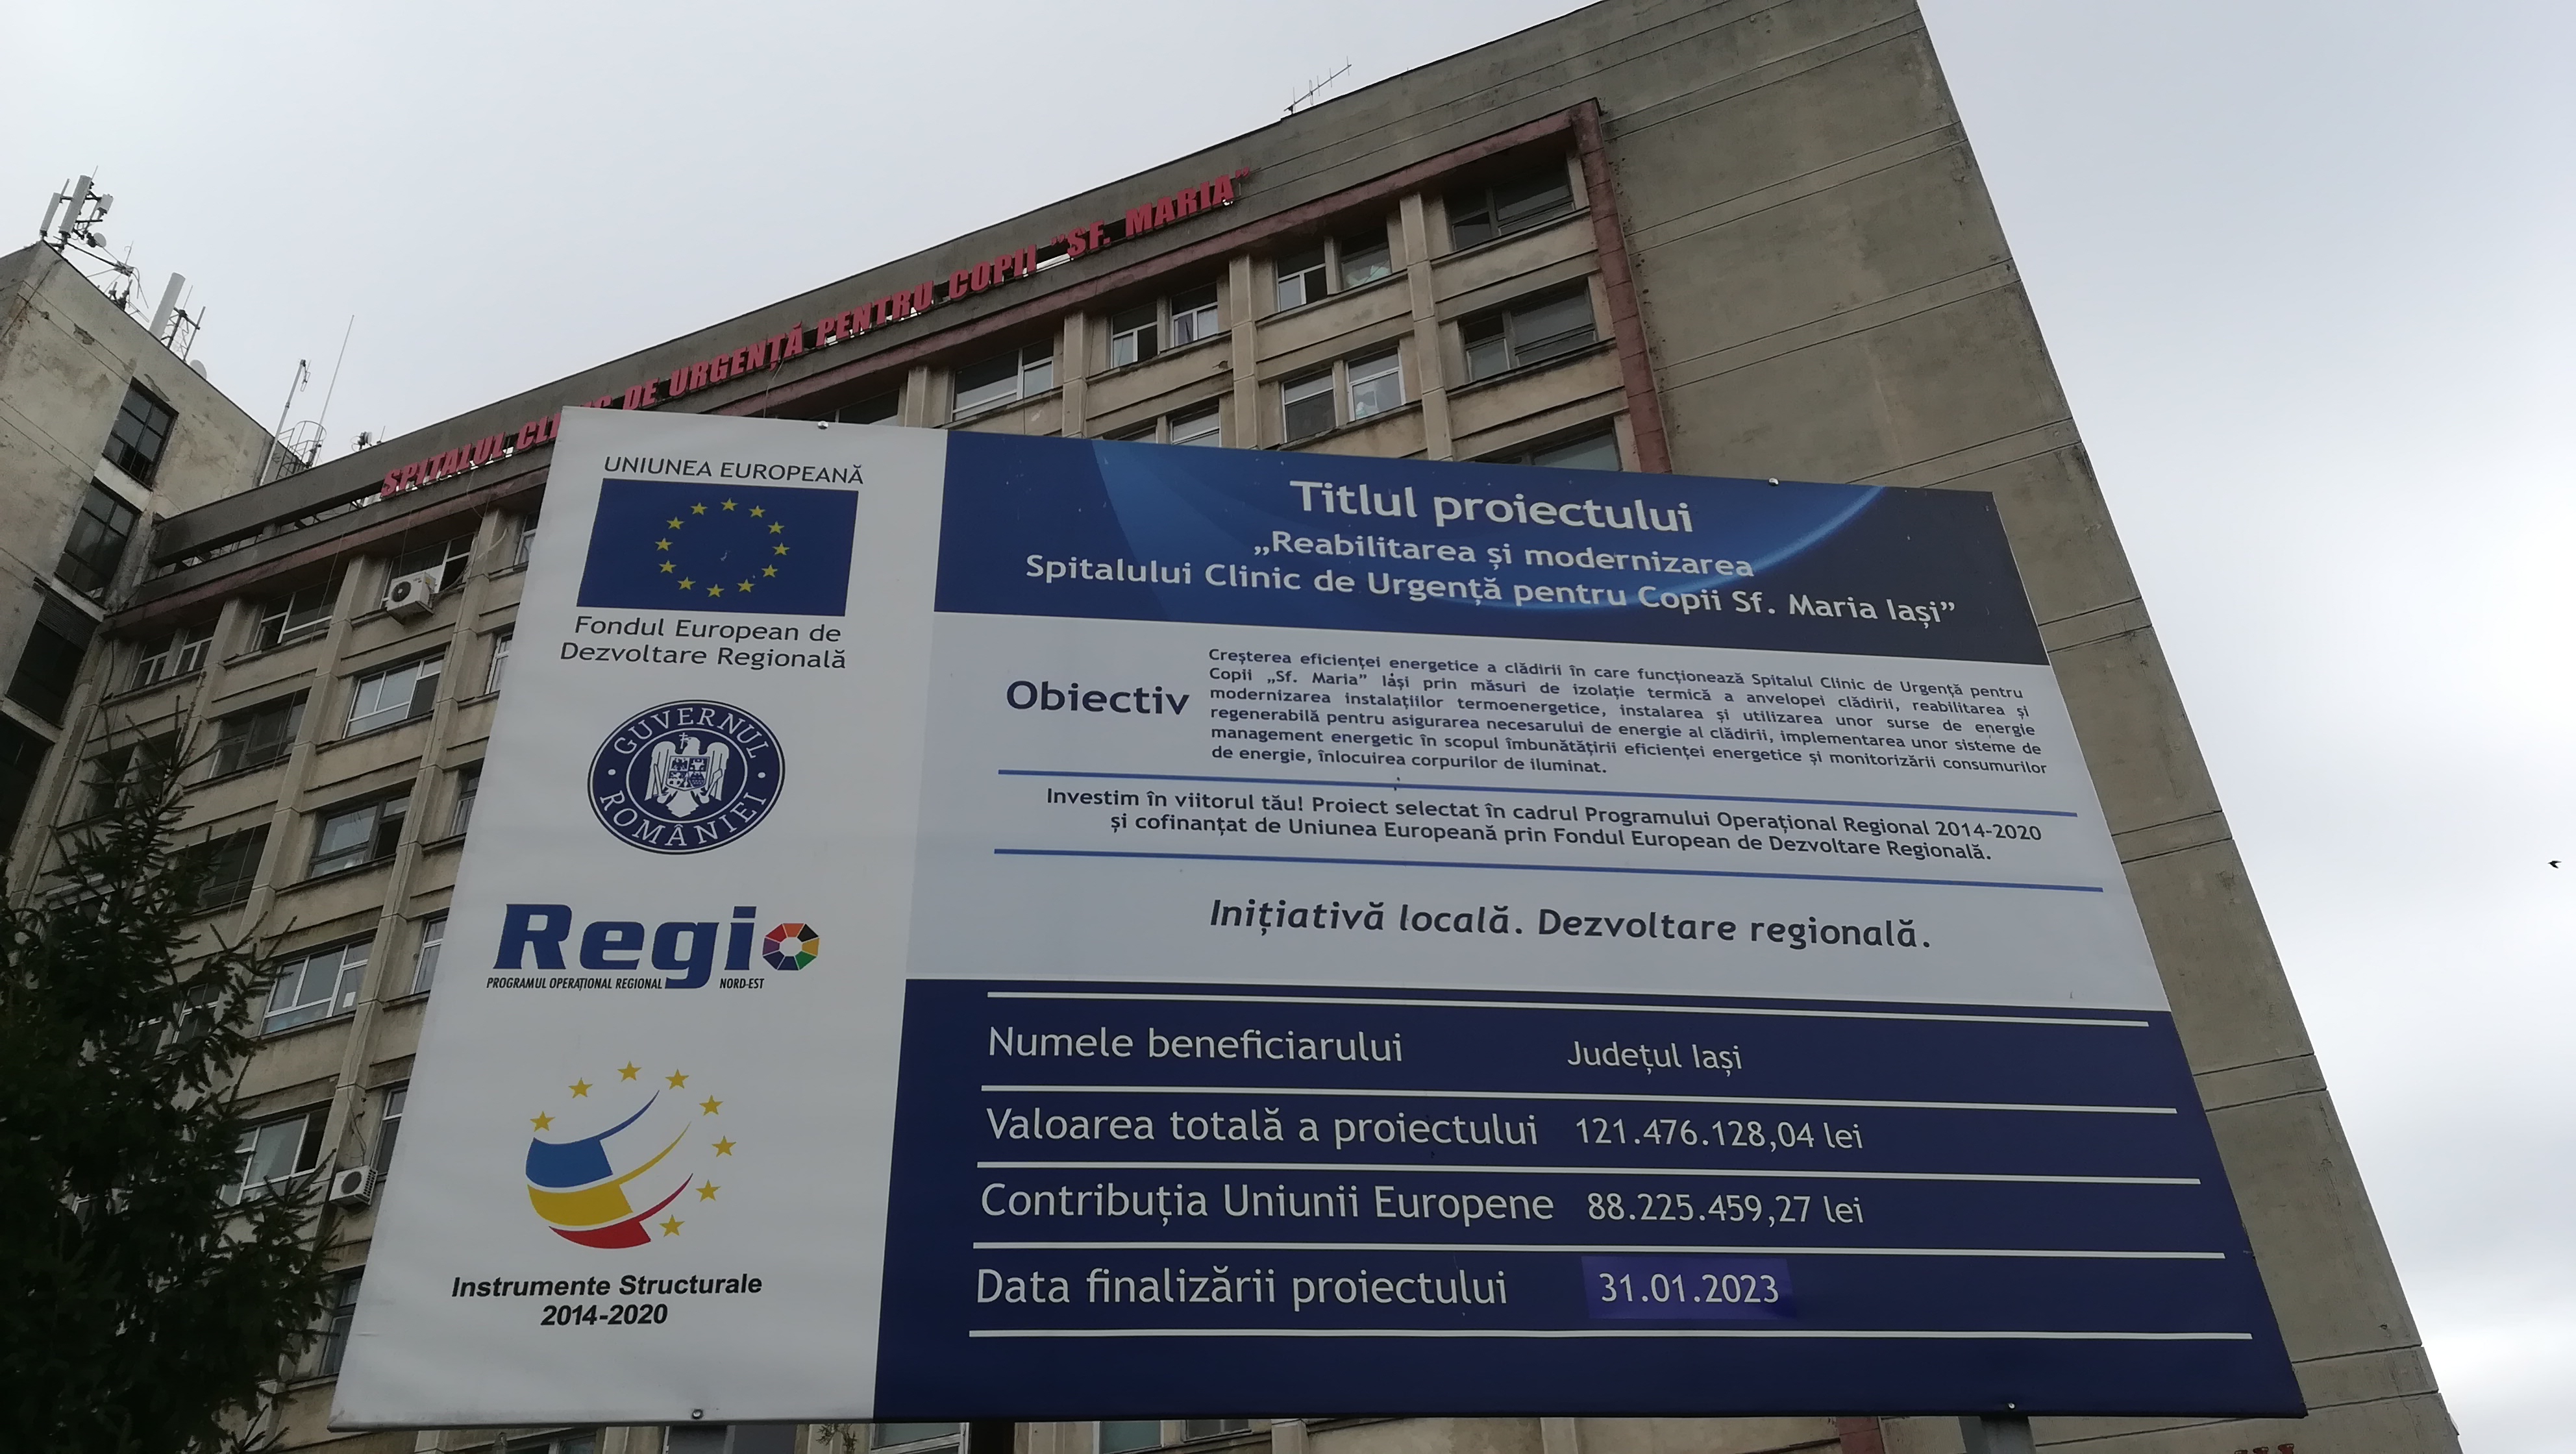 SPITALUL CLINIC DE URGENȚĂ PENTRU COPII "SF. MARIA"
UNIUNEA EUROPEANĂ
Fondul European de
Dezvoltare Regională
GUVERNUL ROMÂNIEI
Regio
PROGRAMUL OPERAȚIONAL REGIONAL NORD-EST
Instrumente Structurale
2014-2020
Titlul proiectului
„Reabilitarea și modernizarea
Spitalului Clinic de Urgență pentru Copii Sf. Maria Iași”
Obiectiv
Creșterea eficienței energetice a clădirii în care funcționează Spitalul Clinic de Urgență pentru
Copii „Sf. Maria” Iași prin măsuri de izolație termică a anvelopei clădirii, reabilitarea și
modernizarea instalațiilor termoenergetice, instalarea și utilizarea unor surse de energie
regenerabilă pentru asigurarea necesarului de energie al clădirii, implementarea unor sisteme de
management energetic în scopul îmbunătățirii eficienței energetice și monitorizării consumurilor
de energie, înlocuirea corpurilor de iluminat.
Investim în viitorul tău! Proiect selectat în cadrul Programului Operațional Regional 2014-2020
și cofinanțat de Uniunea Europeană prin Fondul European de Dezvoltare Regională.
Inițiativă locală. Dezvoltare regională.
Numele beneficiarului Județul Iași
Valoarea totală a proiectului 121.476.128,04 lei
Contribuția Uniunii Europene 88.225.459,27 lei
Data finalizării proiectului 31.01.2023